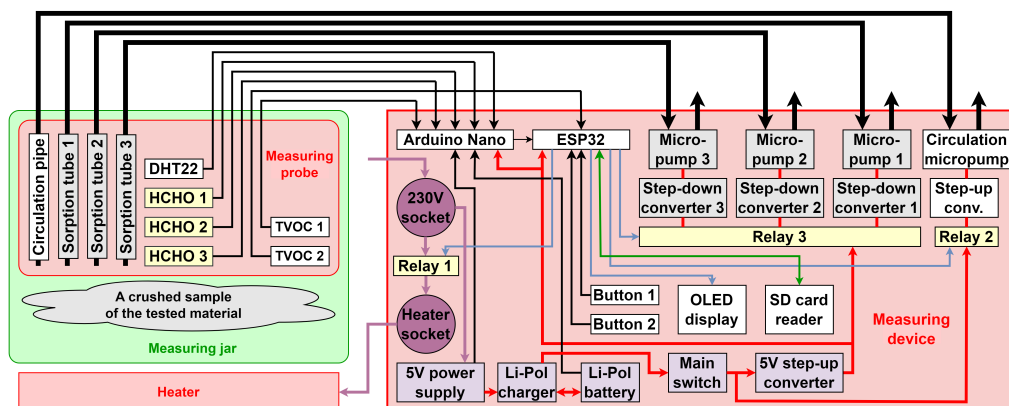 Circulation pipe
Sorption tube 1
Sorption tube 2
Sorption tube 3
DHT22
HCHO 1
HCHO 2
HCHO 3
Measuring
probe
TVOC 1
TVOC 2
A crushed sample
of the tested material
Measuring jar
Heater
Arduino Nano
ESP32
Micro-
pump 3
Micro-
pump 2
Micro-
pump 1
Circulation
micropump
230V
socket
Step-down
converter 3
Step-down
converter 2
Step-down
converter 1
Step-up
conv.
Relay 3
Relay 2
Relay 1
Heater
socket
Button 1
Button 2
OLED
display
SD card
reader
Measuring
device
5V power
supply
Li-Pol
charger
Li-Pol
battery
Main
switch
5V step-up
converter